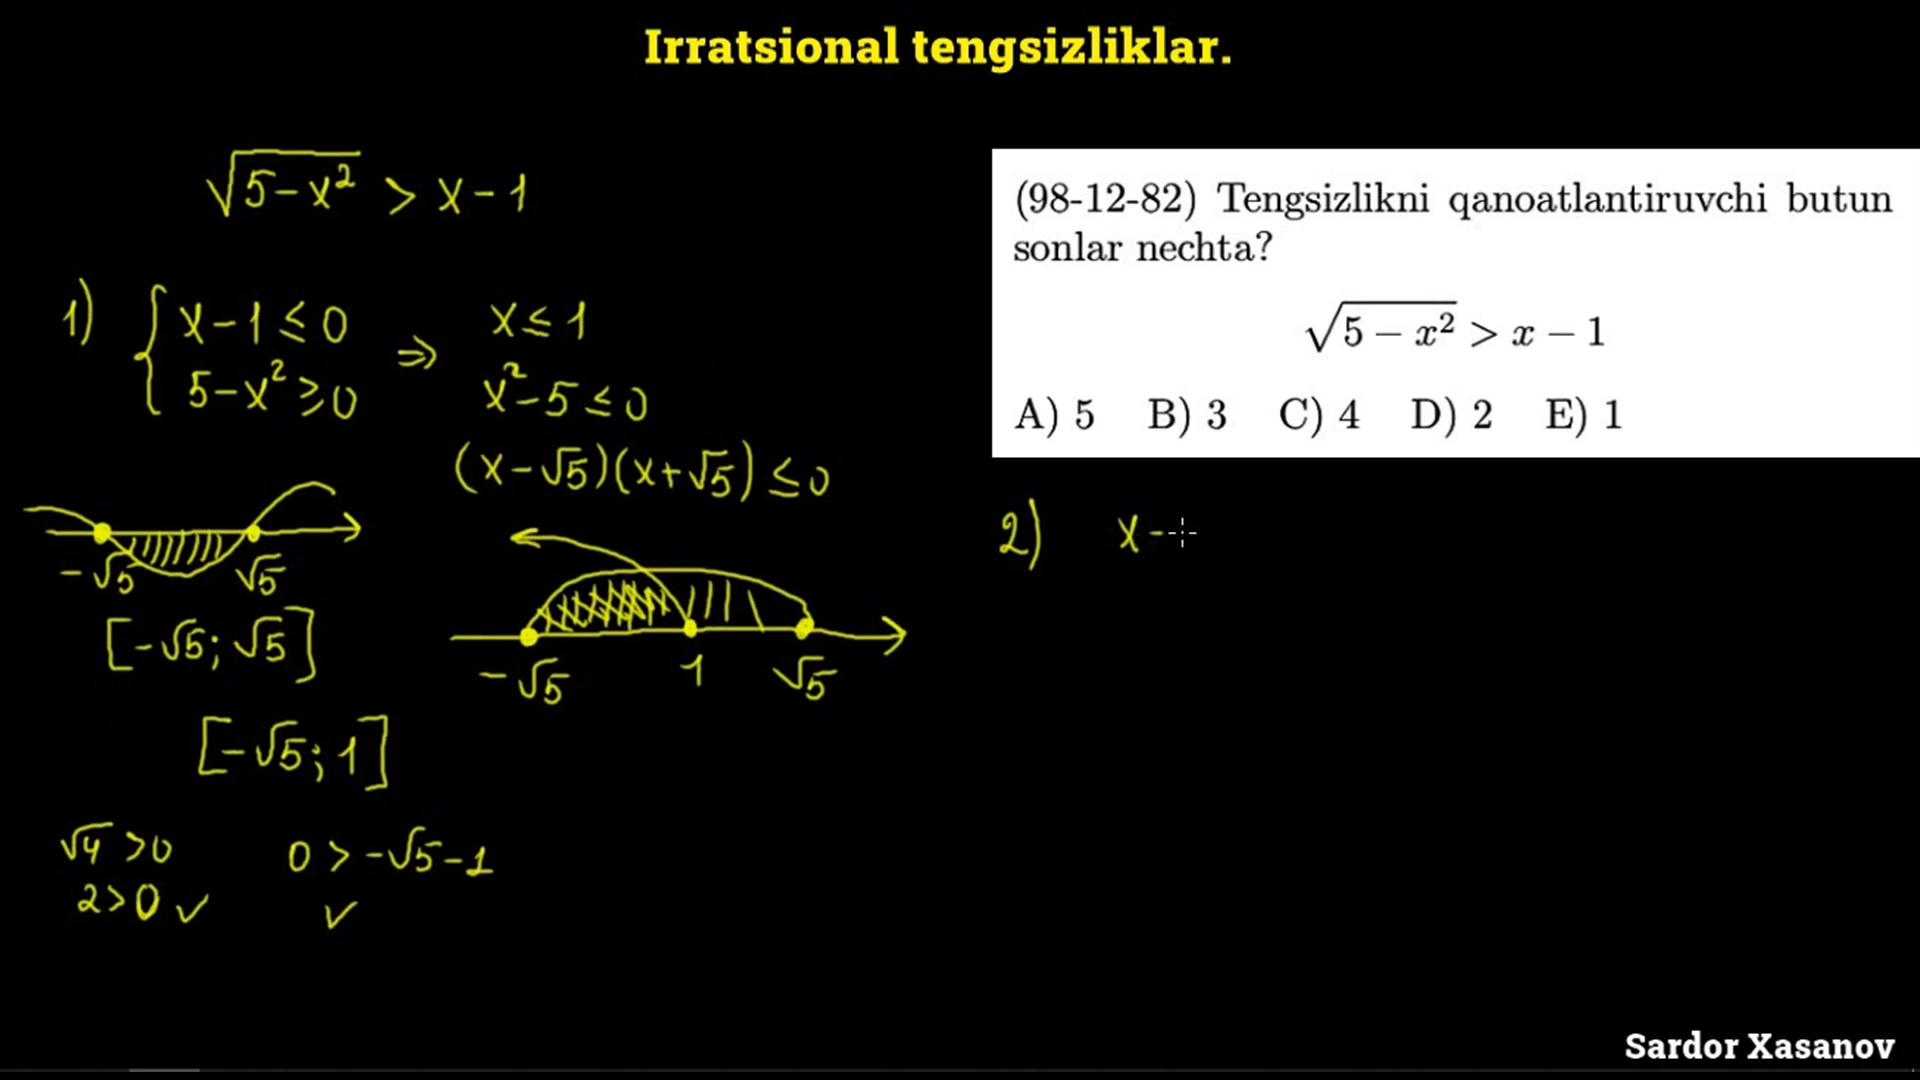 Irratsional tengsizliklar.
√(5-x²) > x-1
1) { x-1≤0 ⇒ x≤1
5-x²≥0 x²-5≤0
(x-√5)(x+√5)≤0
-√5 √5
[-√5; √5]
-√5 1 √5
[-√5; 1]
√4 >0 0 > -√5-1
2>0 ✓ ✓
(98-12-82) Tengsizlikni qanoatlantiruvchi butun
sonlar nechta?
√(5 − x²) > x − 1
A) 5 B) 3 C) 4 D) 2 E) 1
2) x-
Sardor Xasanov